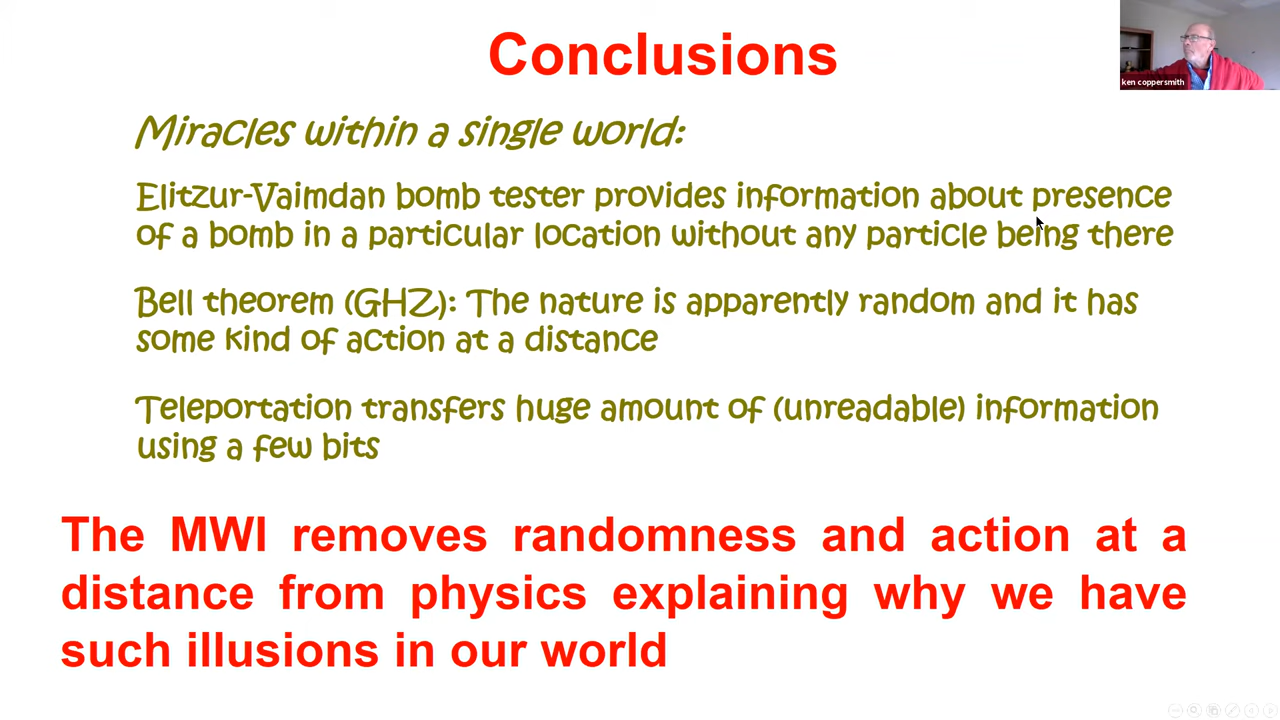 Conclusions
ken coppersmith
Miracles within a single world:
Elitzur-Vaimdan bomb tester provides information about presence
of a bomb in a particular location without any particle being there
Bell theorem (GHZ): The nature is apparently random and it has
some kind of action at a distance
Teleportation transfers huge amount of (unreadable) information
using a few bits
The MWI removes randomness and action at a
distance from physics explaining why we have
such illusions in our world